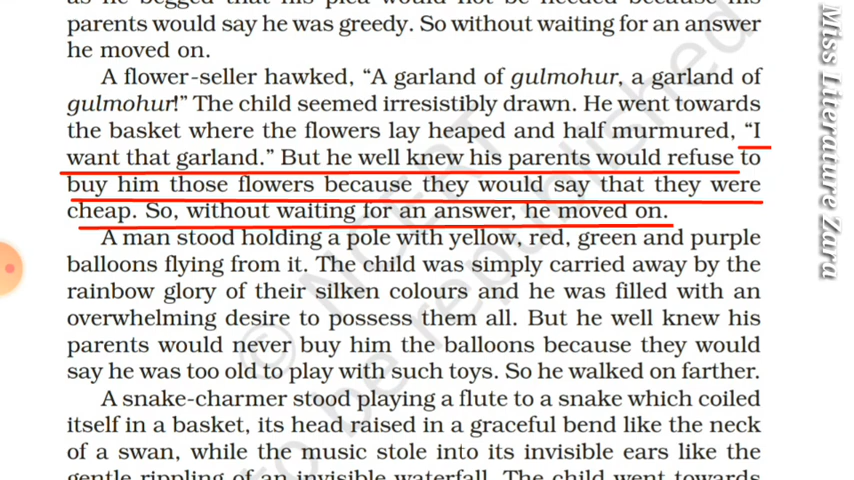 as he begged that his plea would not be heeded because his
parents would say he was greedy. So without waiting for an answer
he moved on.
A flower-seller hawked, “A garland of gulmohur, a garland of
gulmohur!” The child seemed irresistibly drawn. He went towards
the basket where the flowers lay heaped and half murmured, “I
want that garland.” But he well knew his parents would refuse to
buy him those flowers because they would say that they were
cheap. So, without waiting for an answer, he moved on.
A man stood holding a pole with yellow, red, green and purple
balloons flying from it. The child was simply carried away by the
rainbow glory of their silken colours and he was filled with an
overwhelming desire to possess them all. But he well knew his
parents would never buy him the balloons because they would
say he was too old to play with such toys. So he walked on farther.
A snake-charmer stood playing a flute to a snake which coiled
itself in a basket, its head raised in a graceful bend like the neck
of a swan, while the music stole into its invisible ears like the
gentle rippling of an invisible waterfall. The child went towards
Miss Literature Zara
© NCERT
to be republished